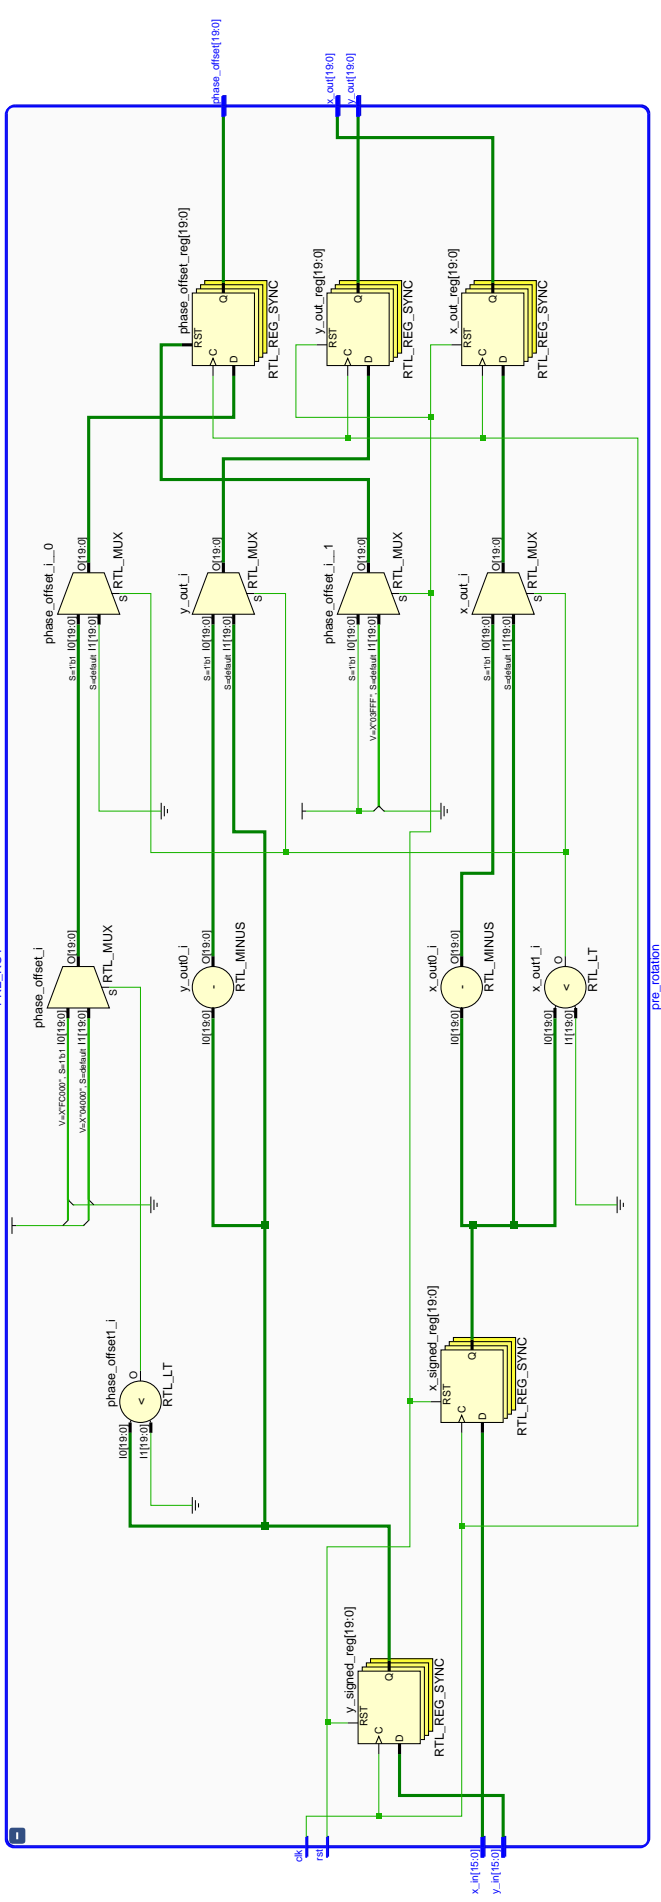 phase_offset[19:0]
x_out[19:0]
y_out[19:0]
phase_offset_reg[19:0]
RST
C
D
Q
RTL_REG_SYNC
y_out_reg[19:0]
RST
C
D
Q
RTL_REG_SYNC
x_out_reg[19:0]
RST
C
D
Q
RTL_REG_SYNC
phase_offset_i__0
S=1'b1 I0[19:0]
S=default I1[19:0]
O[19:0]
S
RTL_MUX
y_out_i
S=1'b1 I0[19:0]
S=default I1[19:0]
O[19:0]
S
RTL_MUX
phase_offset_i__1
S=1'b1 I0[19:0]
V=X"03FFF", S=default I1[19:0]
O[19:0]
S
RTL_MUX
x_out_i
S=1'b1 I0[19:0]
S=default I1[19:0]
O[19:0]
S
RTL_MUX
phase_offset_i
V=X"FC000", S=1'b1 I0[19:0]
V=X"04000", S=default I1[19:0]
O[19:0]
S
RTL_MUX
y_out0_i
I0[19:0]
-
O[19:0]
RTL_MINUS
x_out0_i
I0[19:0]
-
O[19:0]
RTL_MINUS
x_out1_i
I0[19:0]
I1[19:0]
<
O
RTL_LT
pre_rotation
phase_offset1_i
I0[19:0]
I1[19:0]
<
O
RTL_LT
x_signed_reg[19:0]
RST
C
D
Q
RTL_REG_SYNC
y_signed_reg[19:0]
RST
C
D
Q
RTL_REG_SYNC
clk
rst
x_in[15:0]
y_in[15:0]